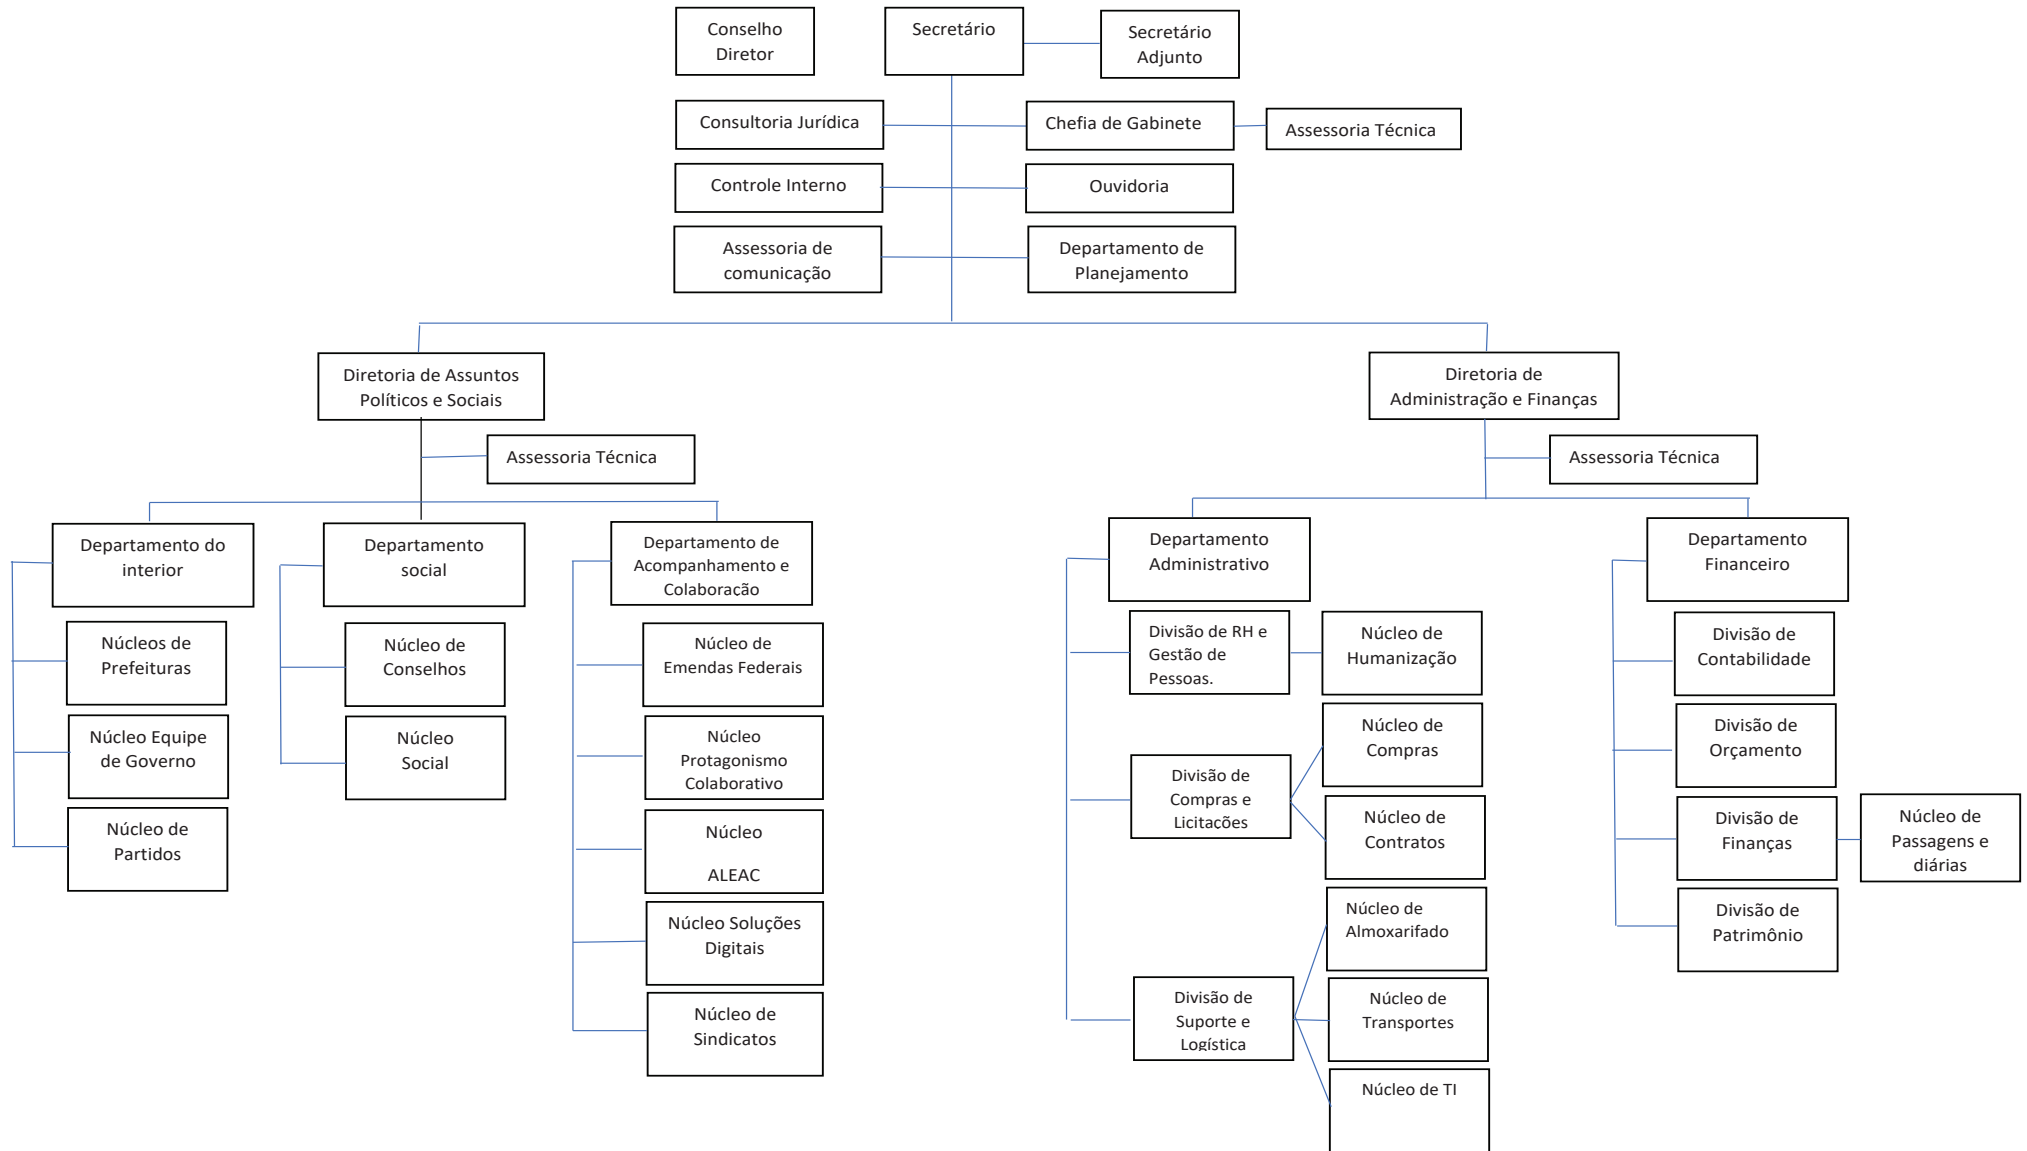 Conselho
Diretor
Secretário
Secretário
Adjunto
Consultoria Jurídica
Chefia de Gabinete
Assessoria Técnica
Controle Interno
Ouvidoria
Assessoria de
comunicação
Departamento de
Planejamento
Diretoria de Assuntos
Políticos e Sociais
Diretoria de
Administração e Finanças
Assessoria Técnica
Assessoria Técnica
Departamento do
interior
Departamento
social
Departamento de
Acompanhamento e
Colaboração
Departamento
Administrativo
Departamento
Financeiro
Núcleos de
Prefeituras
Núcleo Equipe
de Governo
Núcleo de
Partidos
Núcleo de
Conselhos
Núcleo
Social
Núcleo de
Emendas Federais
Núcleo
Protagonismo
Colaborativo
Núcleo
ALEAC
Núcleo Soluções
Digitais
Núcleo de
Sindicatos
Divisão de RH e
Gestão de
Pessoas.
Núcleo de
Humanização
Divisão de
Compras e
Licitações
Núcleo de
Compras
Núcleo de
Contratos
Divisão de
Suporte e
Logística
Núcleo de
Almoxarifado
Núcleo de
Transportes
Núcleo de TI
Divisão de
Contabilidade
Divisão de
Orçamento
Divisão de
Finanças
Núcleo de
Passagens e
diárias
Divisão de
Patrimônio